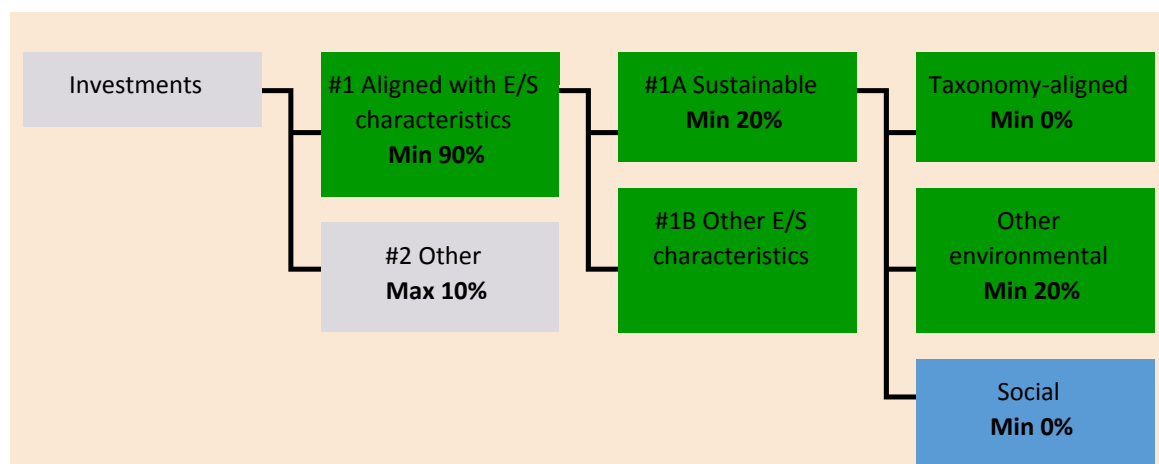 Investments
#1 Aligned with E/S
characteristics
Min 90%
#2 Other
Max 10%
#1A Sustainable
Min 20%
#1B Other E/S
characteristics
Taxonomy-aligned
Min 0%
Other
environmental
Min 20%
Social
Min 0%